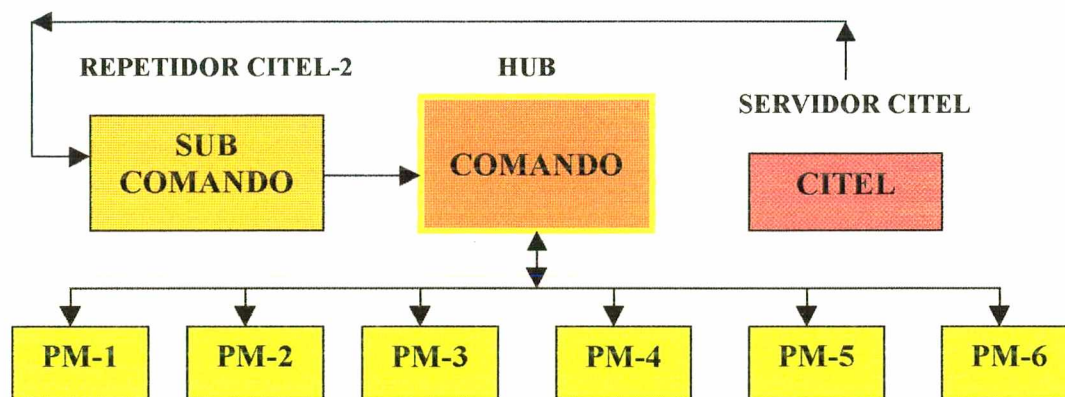 REPETIDOR CITEL-2
HUB
SERVIDOR CITEL
SUB
COMANDO
COMANDO
CITEL
PM-1
PM-2
PM-3
PM-4
PM-5
PM-6